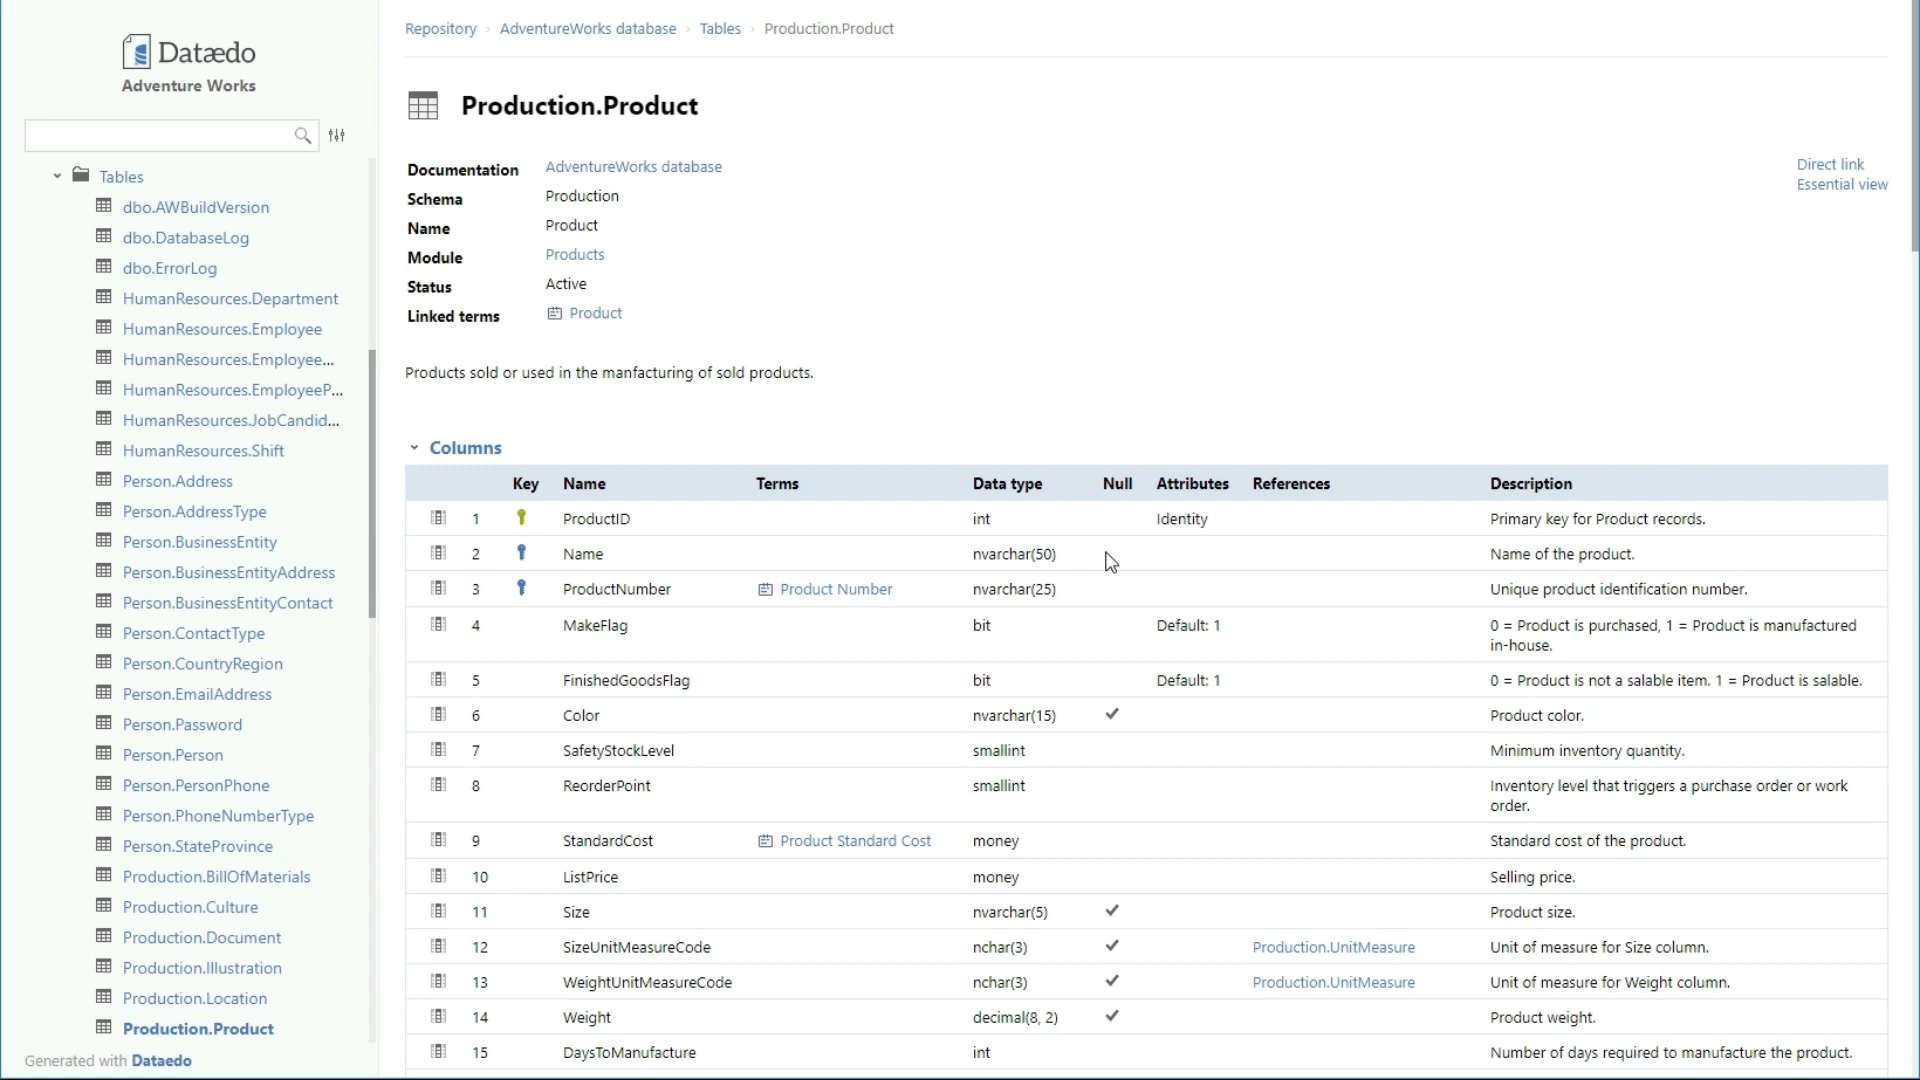 Dataedo
Adventure Works
Tables
dbo.AWBuildVersion
dbo.DatabaseLog
dbo.ErrorLog
HumanResources.Department
HumanResources.Employee
HumanResources.Employee...
HumanResources.EmployeeP...
HumanResources.JobCandid...
HumanResources.Shift
Person.Address
Person.AddressType
Person.BusinessEntity
Person.BusinessEntityAddress
Person.BusinessEntityContact
Person.ContactType
Person.CountryRegion
Person.EmailAddress
Person.Password
Person.Person
Person.PersonPhone
Person.PhoneNumberType
Person.StateProvince
Production.BillOfMaterials
Production.Culture
Production.Document
Production.Illustration
Production.Location
Production.Product
Generated with Dataedo
Repository › AdventureWorks database › Tables › Production.Product
Production.Product
Documentation AdventureWorks database
Schema Production
Name Product
Module Products
Status Active
Linked terms Product
Direct link
Essential view
Products sold or used in the manfacturing of sold products.
Columns
Key Name Terms Data type Null Attributes References Description
1 ProductID int Identity Primary key for Product records.
2 Name nvarchar(50) Name of the product.
3 ProductNumber Product Number nvarchar(25) Unique product identification number.
4 MakeFlag bit Default: 1 0 = Product is purchased, 1 = Product is manufactured
in-house.
5 FinishedGoodsFlag bit Default: 1 0 = Product is not a salable item. 1 = Product is salable.
6 Color nvarchar(15) ✓ Product color.
7 SafetyStockLevel smallint Minimum inventory quantity.
8 ReorderPoint smallint Inventory level that triggers a purchase order or work
order.
9 StandardCost Product Standard Cost money Standard cost of the product.
10 ListPrice money Selling price.
11 Size nvarchar(5) ✓ Product size.
12 SizeUnitMeasureCode nchar(3) ✓ Production.UnitMeasure Unit of measure for Size column.
13 WeightUnitMeasureCode nchar(3) ✓ Production.UnitMeasure Unit of measure for Weight column.
14 Weight decimal(8, 2) ✓ Product weight.
15 DaysToManufacture int Number of days required to manufacture the product.